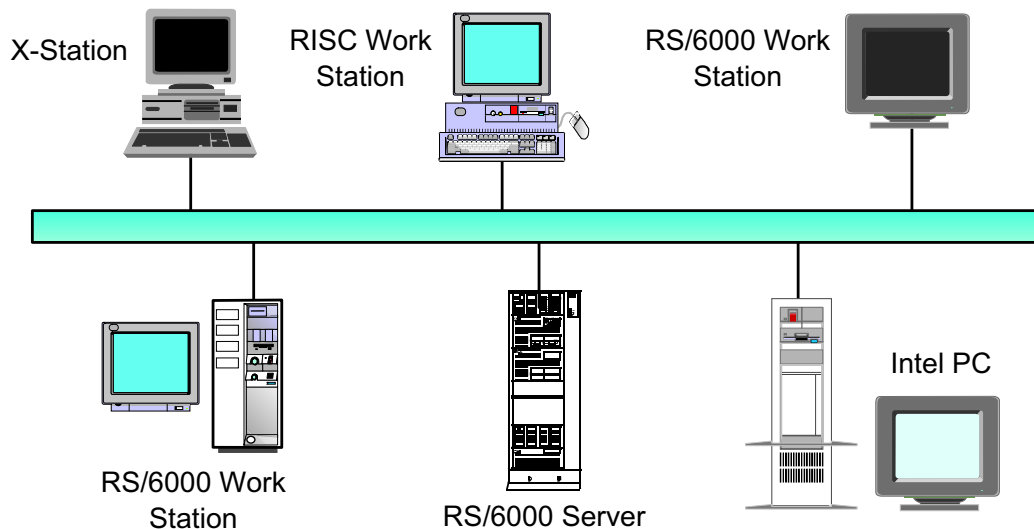 X-Station
RISC Work
Station
RS/6000 Work
Station
Intel PC
RS/6000 Work
Station
RS/6000 Server